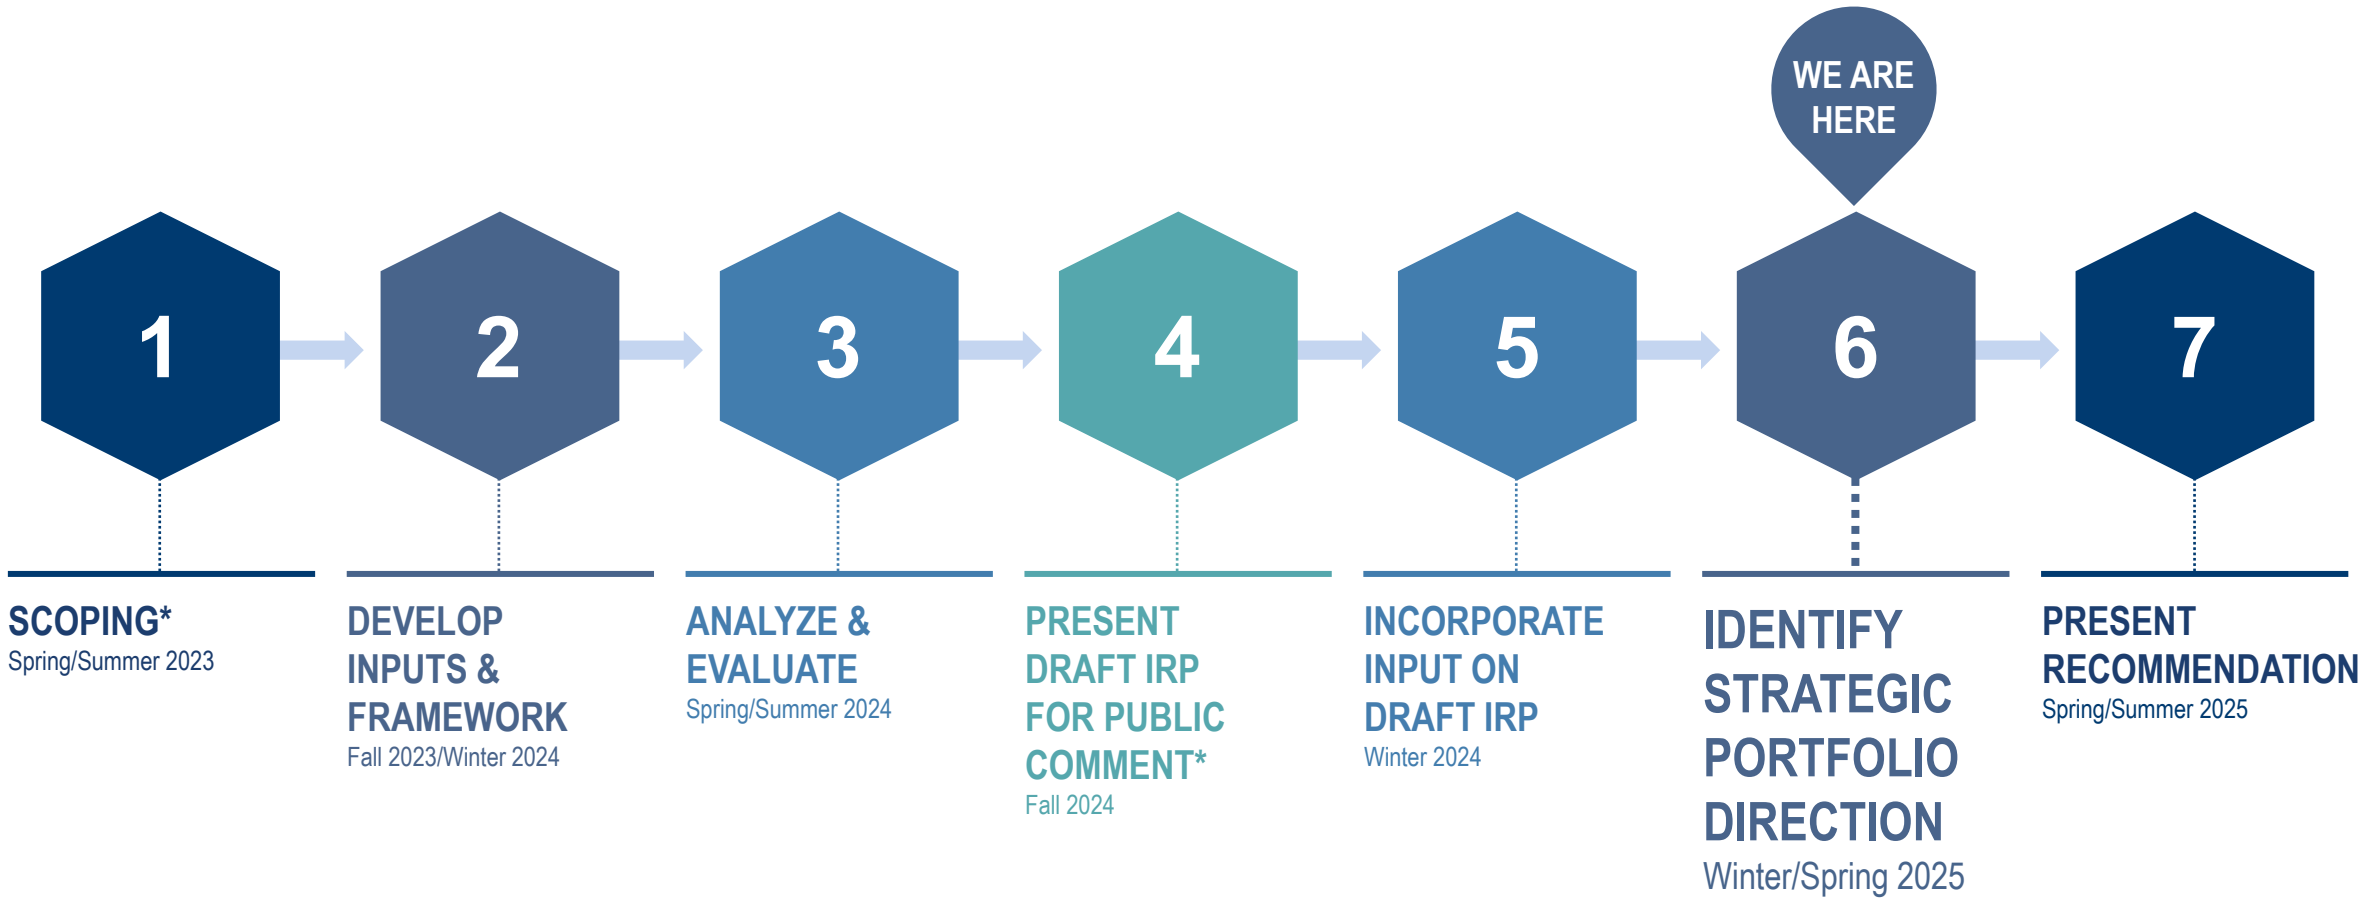 WE ARE
HERE
1
2
3
4
5
6
7
SCOPING*
Spring/Summer 2023
DEVELOP
INPUTS &
FRAMEWORK
Fall 2023/Winter 2024
ANALYZE &
EVALUATE
Spring/Summer 2024
PRESENT
DRAFT IRP
FOR PUBLIC
COMMENT*
Fall 2024
INCORPORATE
INPUT ON
DRAFT IRP
Winter 2024
IDENTIFY
STRATEGIC
PORTFOLIO
DIRECTION
Winter/Spring 2025
PRESENT
RECOMMENDATION
Spring/Summer 2025